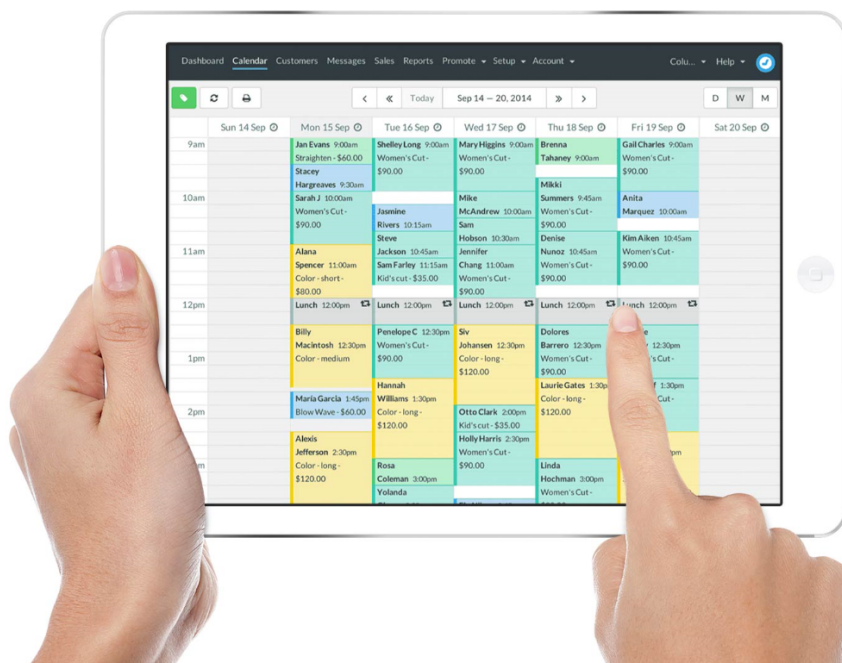 Dashboard Calendar Customers Messages Sales Reports Promote Setup Account Colu... Help
Today Sep 14 — 20, 2014 D W M
Sun 14 Sep Mon 15 Sep Tue 16 Sep Wed 17 Sep Thu 18 Sep Fri 19 Sep Sat 20 Sep
9am
10am
11am
12pm
1pm
2pm
Jan Evans 9:00am
Straighten - $60.00
Stacey
Hargreaves 9:30am
Sarah J 10:00am
Women's Cut -
$90.00
Alana
Spencer 11:00am
Color - short -
$80.00
Lunch 12:00pm
Billy
Macintosh 12:30pm
Color - medium
Maria Garcia 1:45pm
Blow Wave - $60.00
Alexis
Jefferson 2:30pm
Color - long -
$120.00
Shelley Long 9:00am
Women's Cut -
$90.00
Jasmine
Rivers 10:15am
Steve
Jackson 10:45am
Sam Farley 11:15am
Kid's cut - $35.00
Lunch 12:00pm
Penelope C 12:30pm
Women's Cut -
$90.00
Hannah
Williams 1:30pm
Color - long -
$120.00
Rosa
Coleman 3:00pm
Yolanda
Mary Higgins 9:00am
Women's Cut -
$90.00
Mike
McAndrew 10:00am
Sam
Hobson 10:30am
Jennifer
Chang 11:00am
Women's Cut -
$90.00
Lunch 12:00pm
Siv
Johansen 12:30pm
Color - long -
$120.00
Otto Clark 2:00pm
Kid's cut - $35.00
Holly Harris 2:30pm
Women's Cut -
$90.00
Brenna
Tahaney 9:00am
Mikki
Summers 9:45am
Women's Cut -
$90.00
Denise
Nunoz 10:45am
Women's Cut -
$90.00
Lunch 12:00pm
Dolores
Barrero 12:30pm
Women's Cut -
$90.00
Laurie Gates 1:30p
Color - long -
$120.00
Linda
Hochman 3:00pm
Women's Cut -
Gail Charles 9:00am
Women's Cut -
$90.00
Anita
Marquez 10:00am
Kim Aiken 10:45am
Women's Cut -
$90.00
Lunch 12:00pm
12:30pm
1:30pm
Cut -
pm